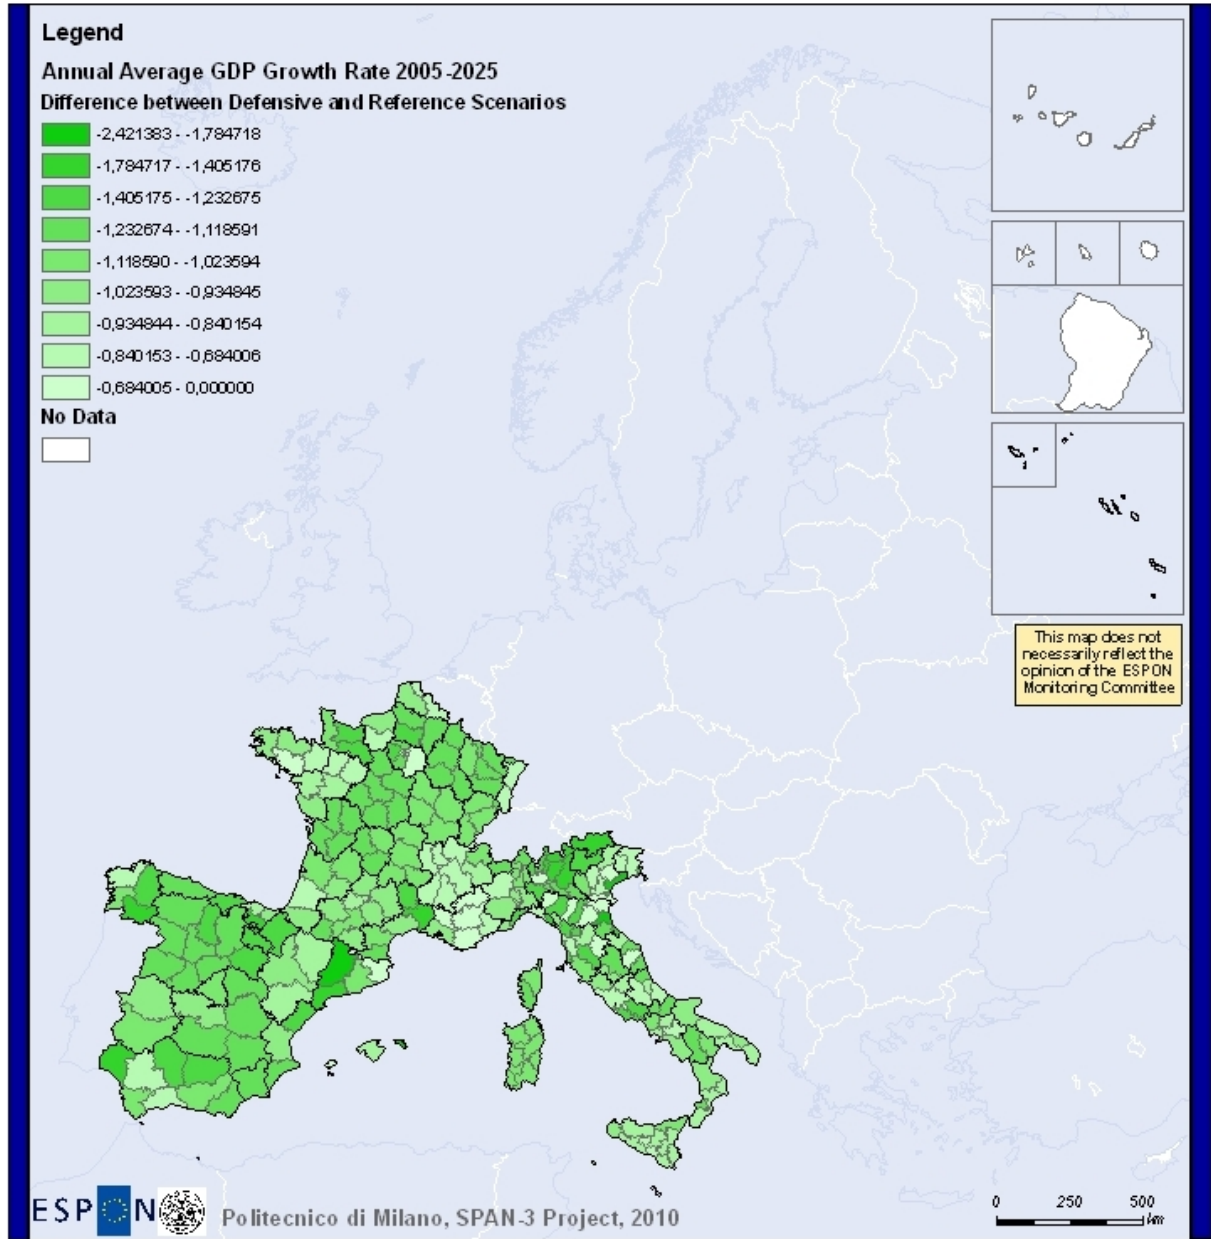 Legend
Annual Average GDP Growth Rate 2005-2025
Difference between Defensive and Reference Scenarios
-2,421383 - -1,784718
-1,784717 - -1,405176
-1,405175 - -1,232675
-1,232674 - -1,118591
-1,118590 - -1,023594
-1,023593 - -0,934845
-0,934844 - -0,840154
-0,840153 - -0,684006
-0,684005 - 0,000000
No Data
This map does not
necessarily reflect the
opinion of the ESPON
Monitoring Committee
ESPON
Politecnico di Milano, SPAN-3 Project, 2010
0 250 500
km